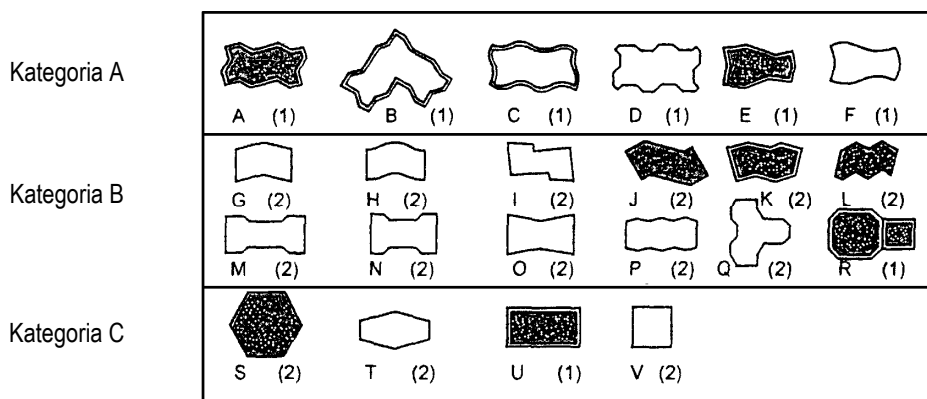 Kategoria A
A (1) B (1) C (1) D (1) E (1) F (1)
Kategoria B
G (2) H (2) I (2) J (2) K (2) L (2)
M (2) N (2) O (2) P (2) Q (2) R (1)
Kategoria C
S (2) T (2) U (1) V (2)